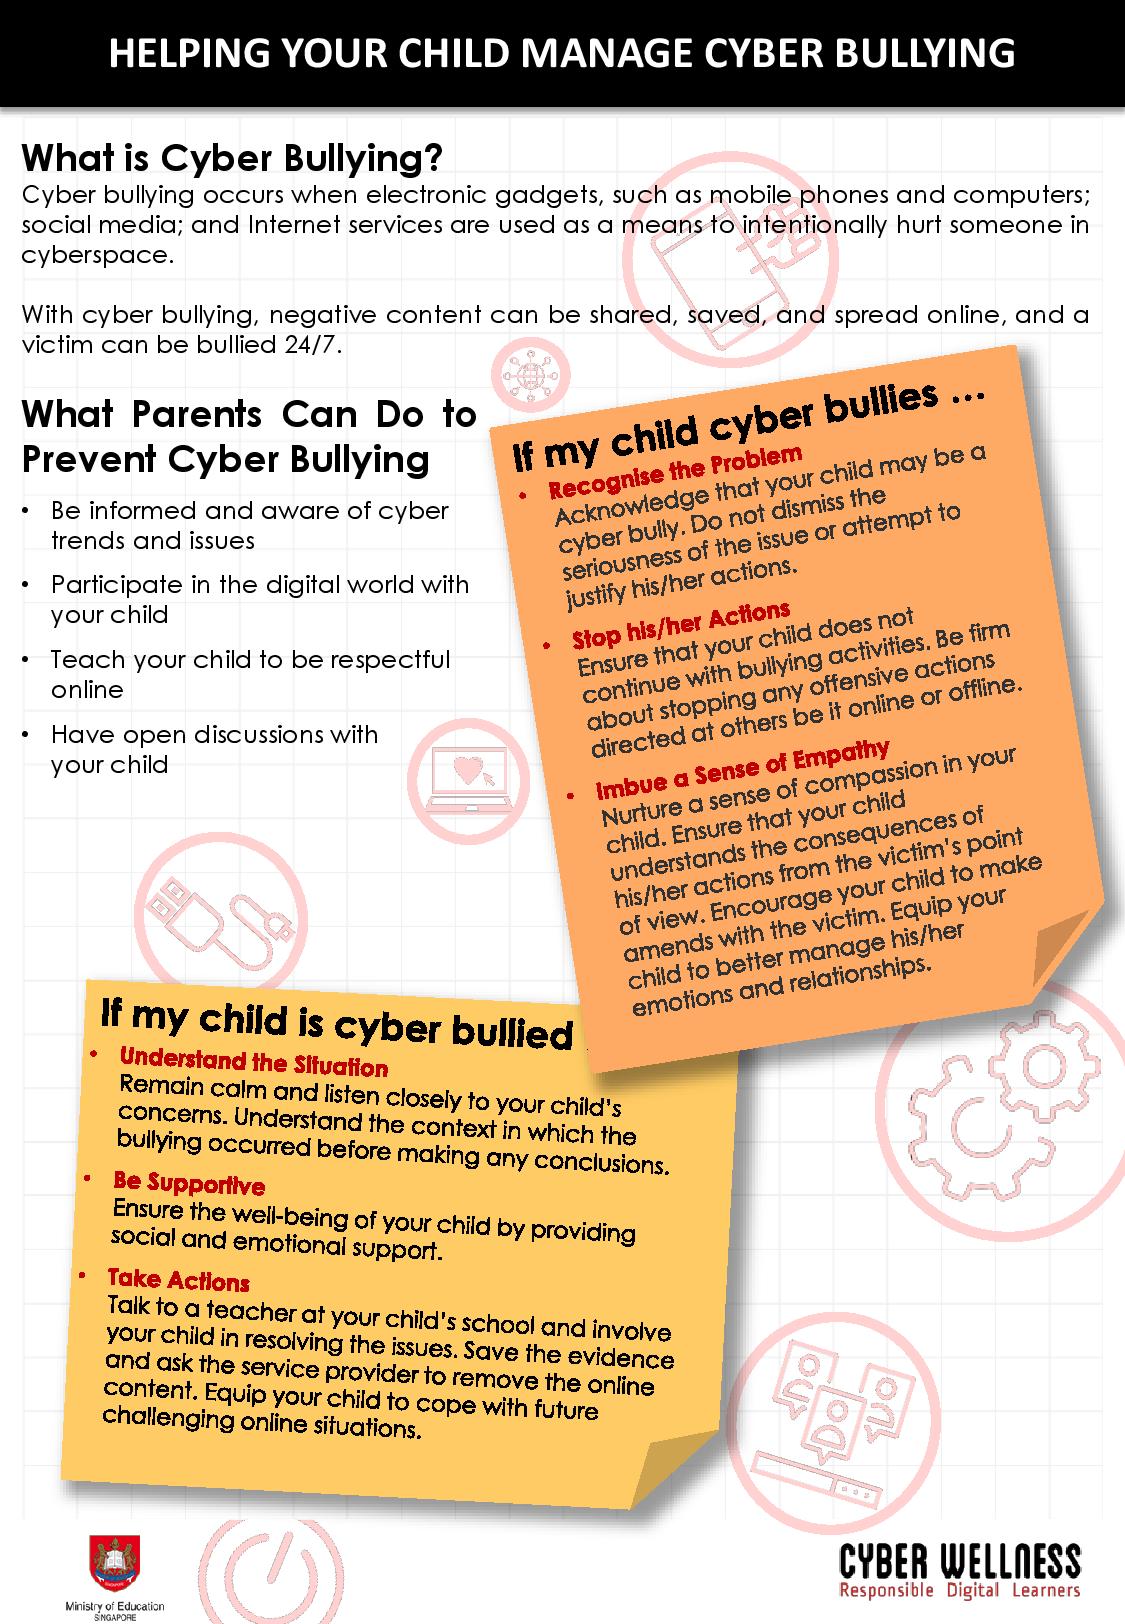 HELPING YOUR CHILD MANAGE CYBER BULLYING
What is Cyber Bullying?
Cyber bullying occurs when electronic gadgets, such as mobile phones and computers;
social media; and Internet services are used as a means to intentionally hurt someone in
cyberspace.
With cyber bullying, negative content can be shared, saved, and spread online, and a
victim can be bullied 24/7.
What Parents Can Do to
Prevent Cyber Bullying
• Be informed and aware of cyber
trends and issues
• Participate in the digital world with
your child
• Teach your child to be respectful
online
• Have open discussions with
your child
If my child cyber bullies ...
• Recognise the Problem
Acknowledge that your child may be a
cyber bully. Do not dismiss the
seriousness of the issue or attempt to
justify his/her actions.
• Stop his/her Actions
Ensure that your child does not
continue with bullying activities. Be firm
about stopping any offensive actions
directed at others be it online or offline.
• Imbue a Sense of Empathy
Nurture a sense of compassion in your
child. Ensure that your child
understands the consequences of
his/her actions from the victim's point
of view. Encourage your child to make
amends with the victim. Equip your
child to better manage his/her
emotions and relationships.
If my child is cyber bullied
• Understand the Situation
Remain calm and listen closely to your child's
concerns. Understand the context in which the
bullying occurred before making any conclusions.
• Be Supportive
Ensure the well-being of your child by providing
social and emotional support.
• Take Actions
Talk to a teacher at your child's school and involve
your child in resolving the issues. Save the evidence
and ask the service provider to remove the online
content. Equip your child to cope with future
challenging online situations.
Ministry of Education
SINGAPORE
CYBER WELLNESS
Responsible Digital Learners